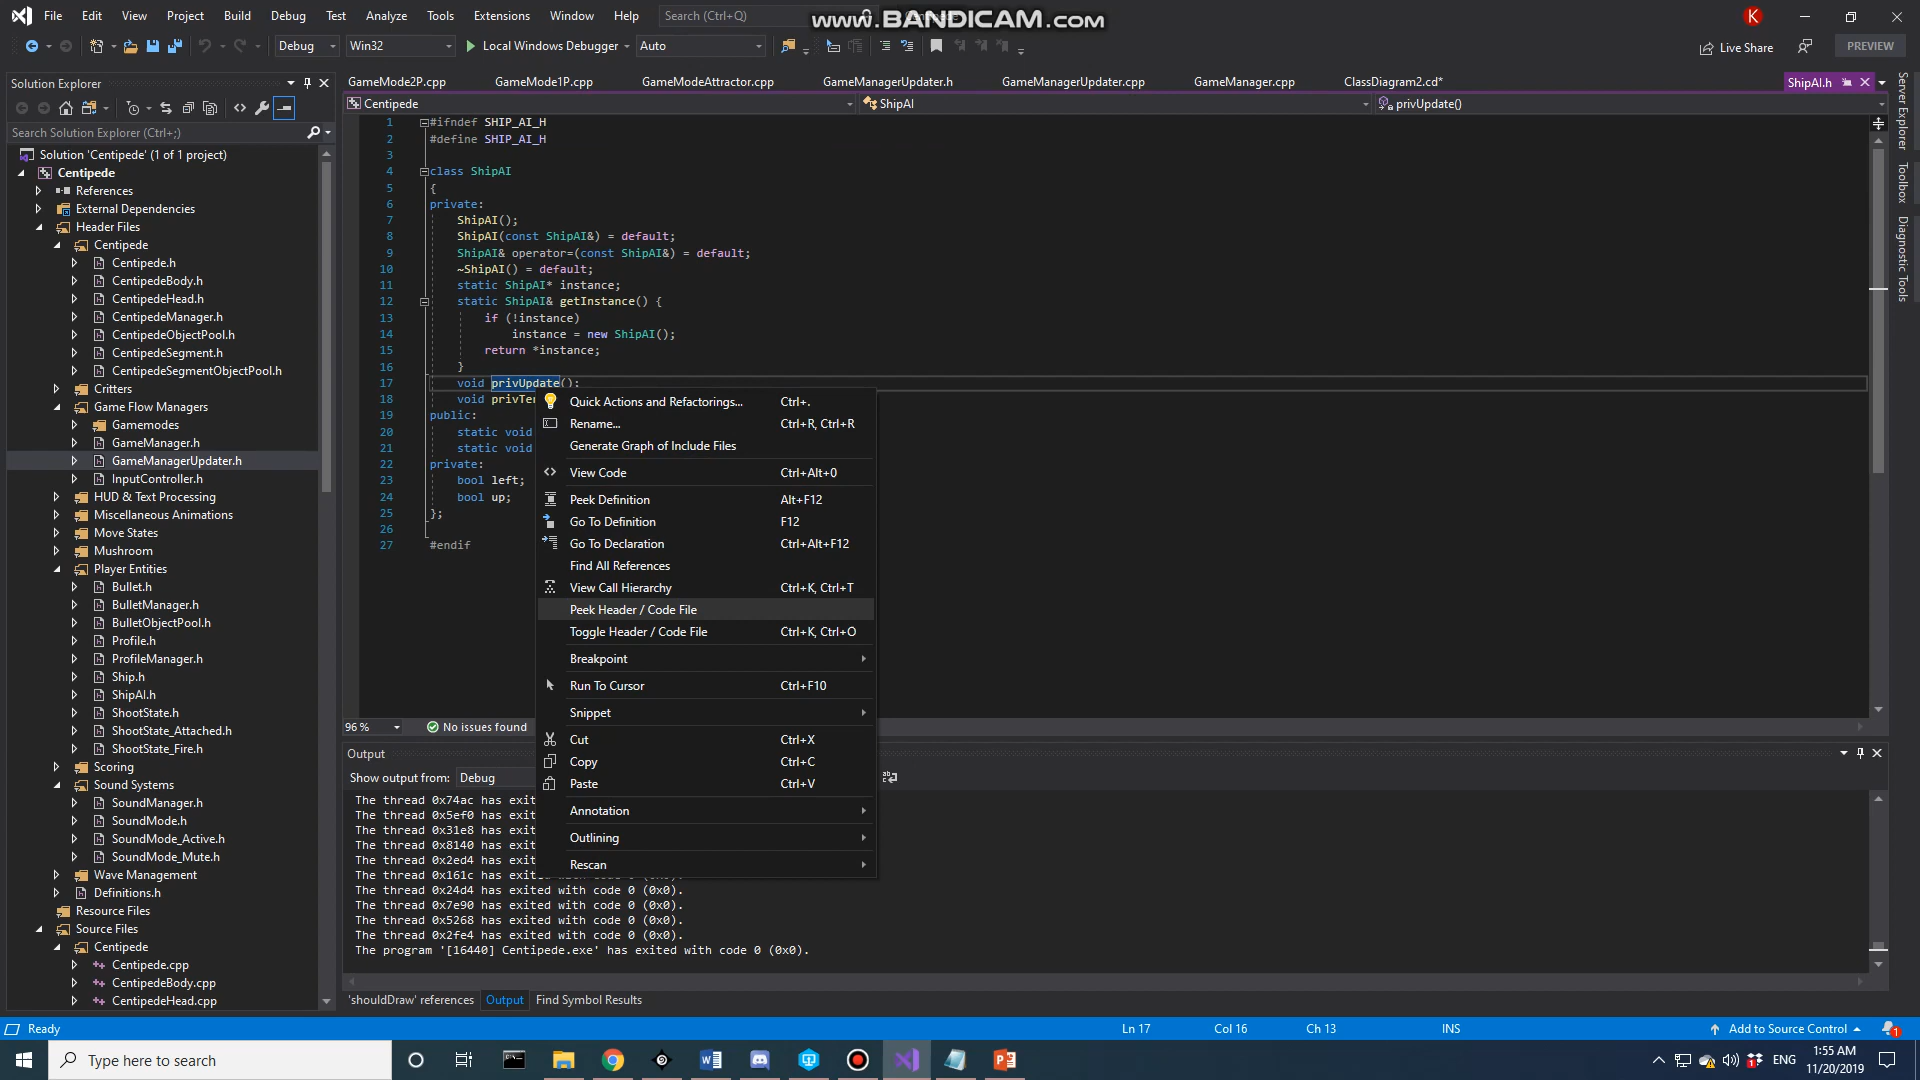 File Edit View Project Build Debug Test Analyze Tools Extensions Window Help Search (Ctrl+Q)
www.BANDICAM.com
K
Debug Win32 Local Windows Debugger Auto Live Share PREVIEW
Solution Explorer
GameMode2P.cpp GameMode1P.cpp GameModeAttractor.cpp GameManagerUpdater.h GameManagerUpdater.cpp GameManager.cpp ClassDiagram2.cd* ShipAI.h
Centipede ShipAI privUpdate()
Search Solution Explorer (Ctrl+;)
Solution 'Centipede' (1 of 1 project)
Centipede
References
External Dependencies
Header Files
Centipede
Centipede.h
CentipedeBody.h
CentipedeHead.h
CentipedeManager.h
CentipedeObjectPool.h
CentipedeSegment.h
CentipedeSegmentObjectPool.h
Critters
Game Flow Managers
Gamemodes
GameManager.h
GameManagerUpdater.h
InputController.h
HUD & Text Processing
Miscellaneous Animations
Move States
Mushroom
Player Entities
Bullet.h
BulletManager.h
BulletObjectPool.h
Profile.h
ProfileManager.h
Ship.h
ShipAI.h
ShootState.h
ShootState_Attached.h
ShootState_Fire.h
Scoring
Sound Systems
SoundManager.h
SoundMode.h
SoundMode_Active.h
SoundMode_Mute.h
Wave Management
Definitions.h
Resource Files
Source Files
Centipede
Centipede.cpp
CentipedeBody.cpp
CentipedeHead.cpp
1 #ifndef SHIP_AI_H
2 #define SHIP_AI_H
3
4 class ShipAI
5 {
6 private:
7 ShipAI();
8 ShipAI(const ShipAI&) = default;
9 ShipAI& operator=(const ShipAI&) = default;
10 ~ShipAI() = default;
11 static ShipAI* instance;
12 static ShipAI& getInstance() {
13 if (!instance)
14 instance = new ShipAI();
15 return *instance;
16 }
17 void privUpdate();
18 void privTer
19 public:
20 static void
21 static void
22 private:
23 bool left;
24 bool up;
25 };
26
27 #endif
Quick Actions and Refactorings... Ctrl+.
Rename... Ctrl+R, Ctrl+R
Generate Graph of Include Files
View Code Ctrl+Alt+0
Peek Definition Alt+F12
Go To Definition F12
Go To Declaration Ctrl+Alt+F12
Find All References
View Call Hierarchy Ctrl+K, Ctrl+T
Peek Header / Code File
Toggle Header / Code File Ctrl+K, Ctrl+O
Breakpoint
Run To Cursor Ctrl+F10
Snippet
Cut Ctrl+X
Copy Ctrl+C
Paste Ctrl+V
Annotation
Outlining
Rescan
96 % No issues found
Output
Show output from: Debug
The thread 0x74ac has exit
The thread 0x5ef0 has exit
The thread 0x31e8 has exit
The thread 0x8140 has exit
The thread 0x2ed4 has exit
The thread 0x161c has exit
The thread 0x24d4 has exited with code 0 (0x0).
The thread 0x7e90 has exited with code 0 (0x0).
The thread 0x5268 has exited with code 0 (0x0).
The thread 0x2fe4 has exited with code 0 (0x0).
The program '[16440] Centipede.exe' has exited with code 0 (0x0).
'shouldDraw' references Output Find Symbol Results
Server Explorer
Toolbox
Diagnostic Tools
Ready Ln 17 Col 16 Ch 13 INS Add to Source Control 1
Type here to search
ENG
1:55 AM
11/20/2019